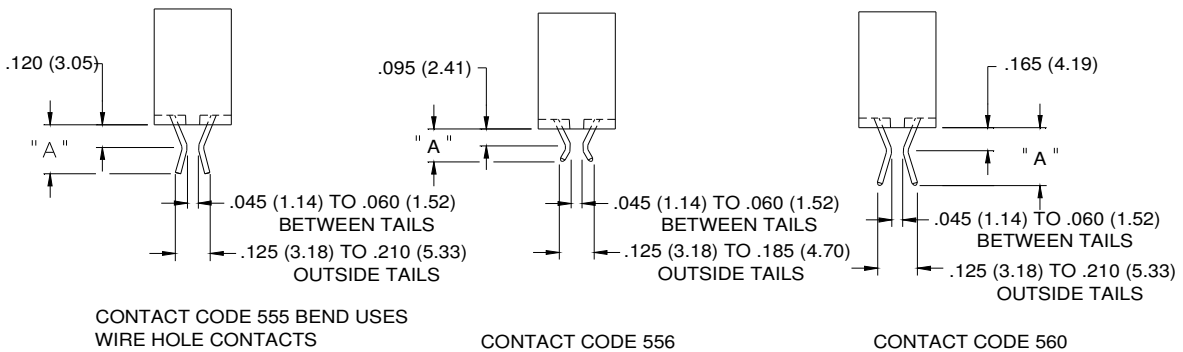 .120 (3.05)
"A"
.045 (1.14) TO .060 (1.52)
BETWEEN TAILS
.125 (3.18) TO .210 (5.33)
OUTSIDE TAILS
CONTACT CODE 555 BEND USES
WIRE HOLE CONTACTS
.095 (2.41)
"A"
.045 (1.14) TO .060 (1.52)
BETWEEN TAILS
.125 (3.18) TO .185 (4.70)
OUTSIDE TAILS
CONTACT CODE 556
.165 (4.19)
"A"
.045 (1.14) TO .060 (1.52)
BETWEEN TAILS
.125 (3.18) TO .210 (5.33)
OUTSIDE TAILS
CONTACT CODE 560